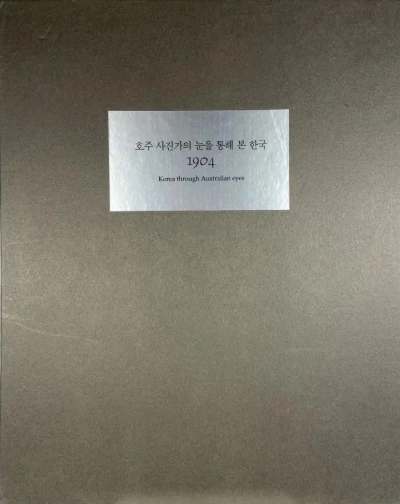 호주 사진가의 눈을 통해 본 한국
1904
Korea through Australian eyes